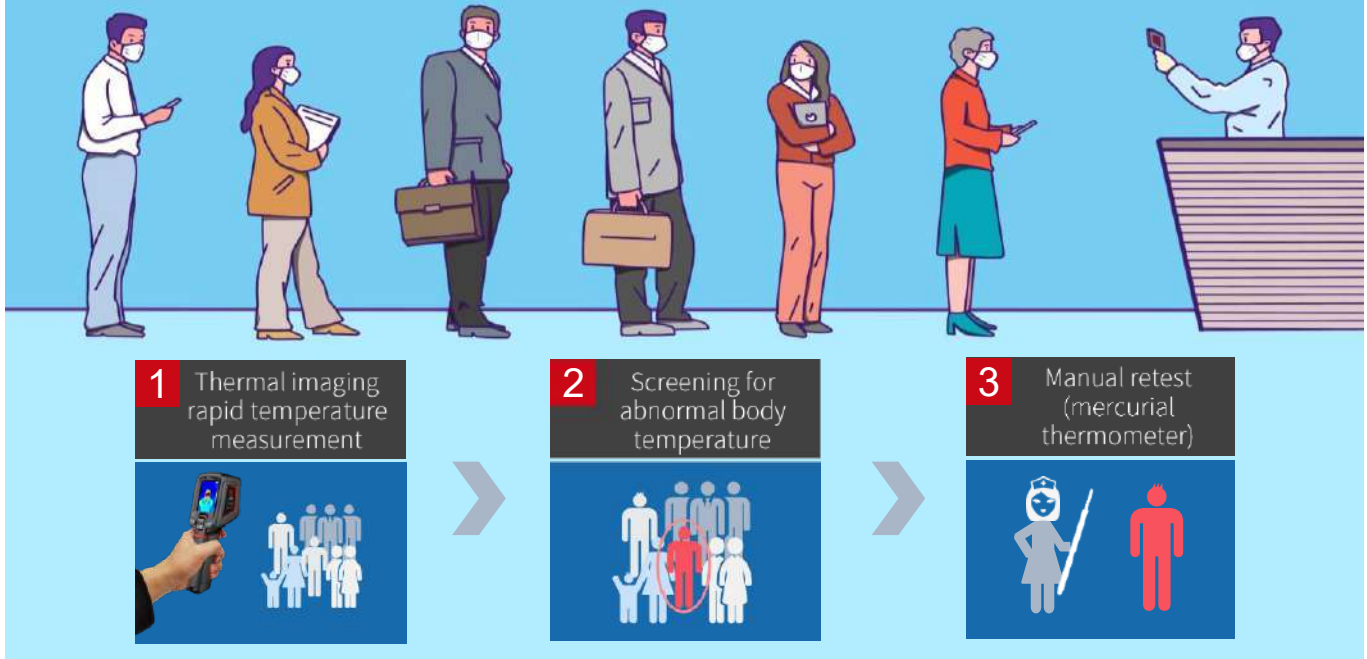 1
Thermal imaging
rapid temperature
measurement
2
Screening for
abnormal body
temperature
3
Manual retest
(mercurial
thermometer)